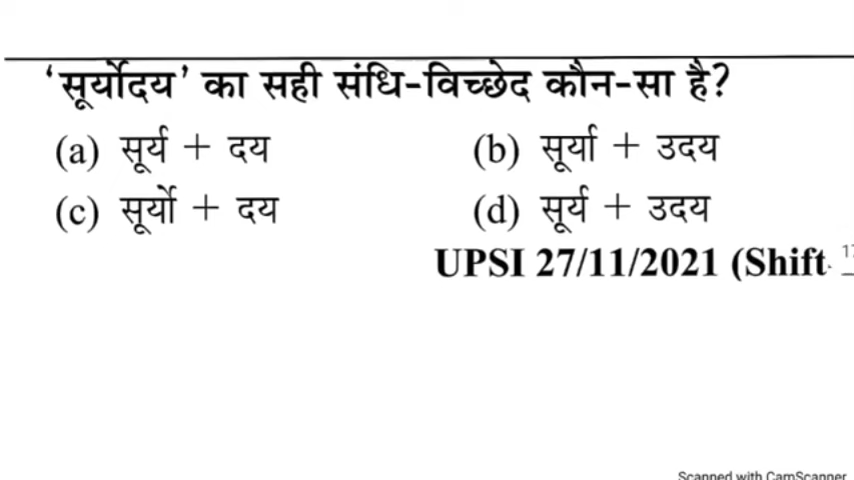 ‘सूर्योदय’ का सही संधि-विच्छेद कौन-सा है?
(a) सूर्य + दय (b) सूर्या + उदय
(c) सूर्यो + दय (d) सूर्य + उदय
UPSI 27/11/2021 (Shift
Scanned with CamScanner